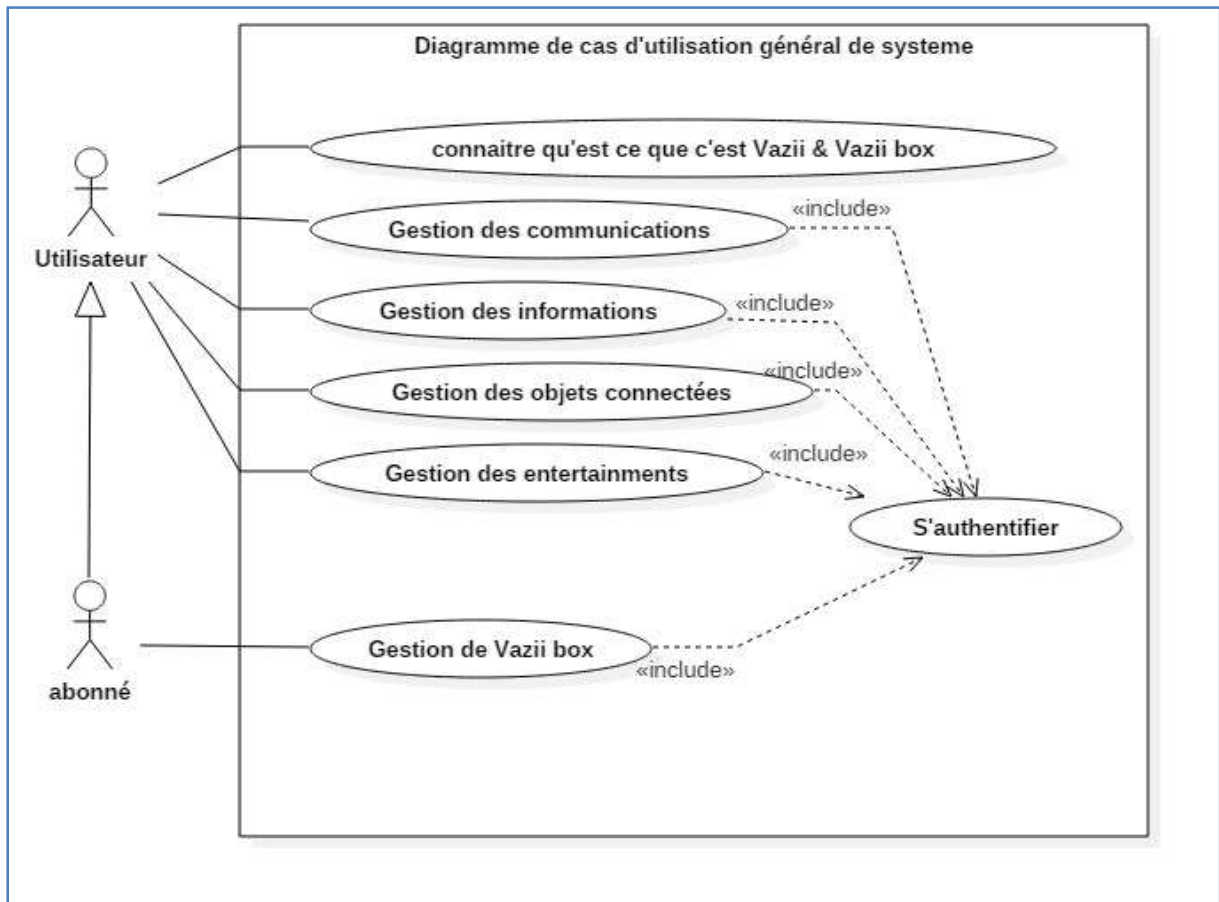 Diagramme de cas d'utilisation général de systeme
connaitre qu'est ce que c'est Vazii & Vazii box
Gestion des communications
«include»
Utilisateur
Gestion des informations
«include»
Gestion des objets connectées
«include»
Gestion des entertainments
«include»
S'authentifier
Gestion de Vazii box
«include»
abonné